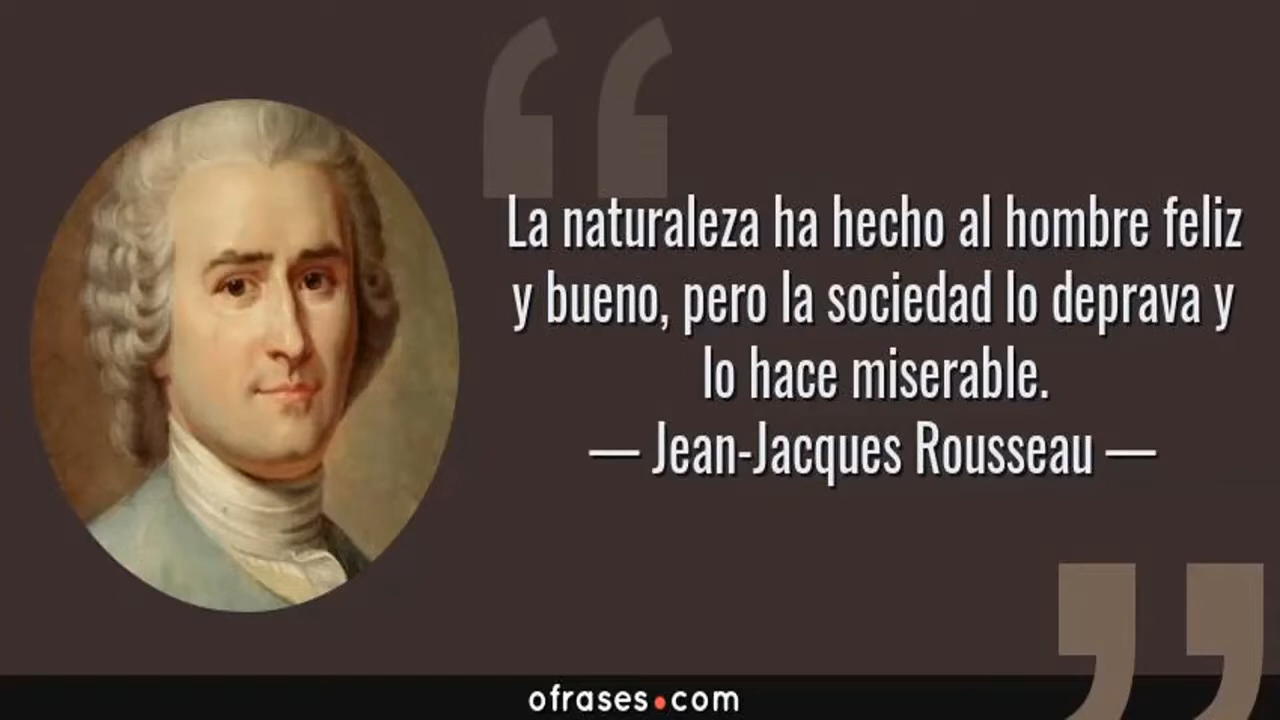 La naturaleza ha hecho al hombre feliz
y bueno, pero la sociedad lo deprava y
lo hace miserable.
— Jean-Jacques Rousseau —
ofrases.com